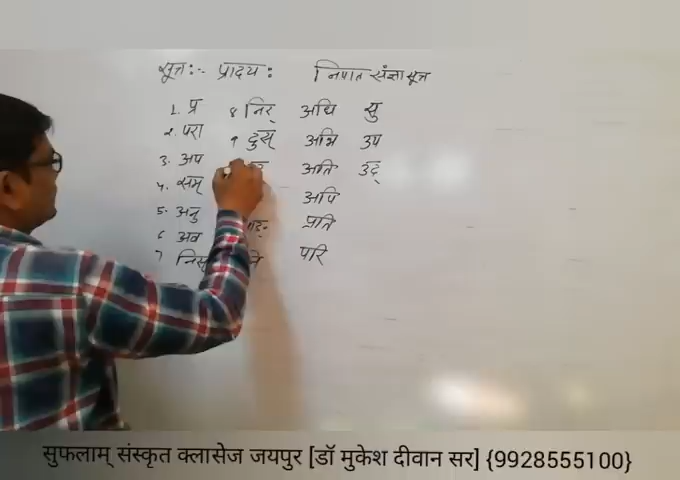 सूत्र:- प्रादय: निपात संज्ञा सूत्र
1. प्र 8 निर् अधि सु
2. परा 9 दुस् अभि उप
3. अप अति उद्
4. सम् अपि
5. अनु प्रति
6 अव परि
7 निस्
सुफलाम् संस्कृत क्लासेज जयपुर [डॉ मुकेश दीवान सर] {9928555100}